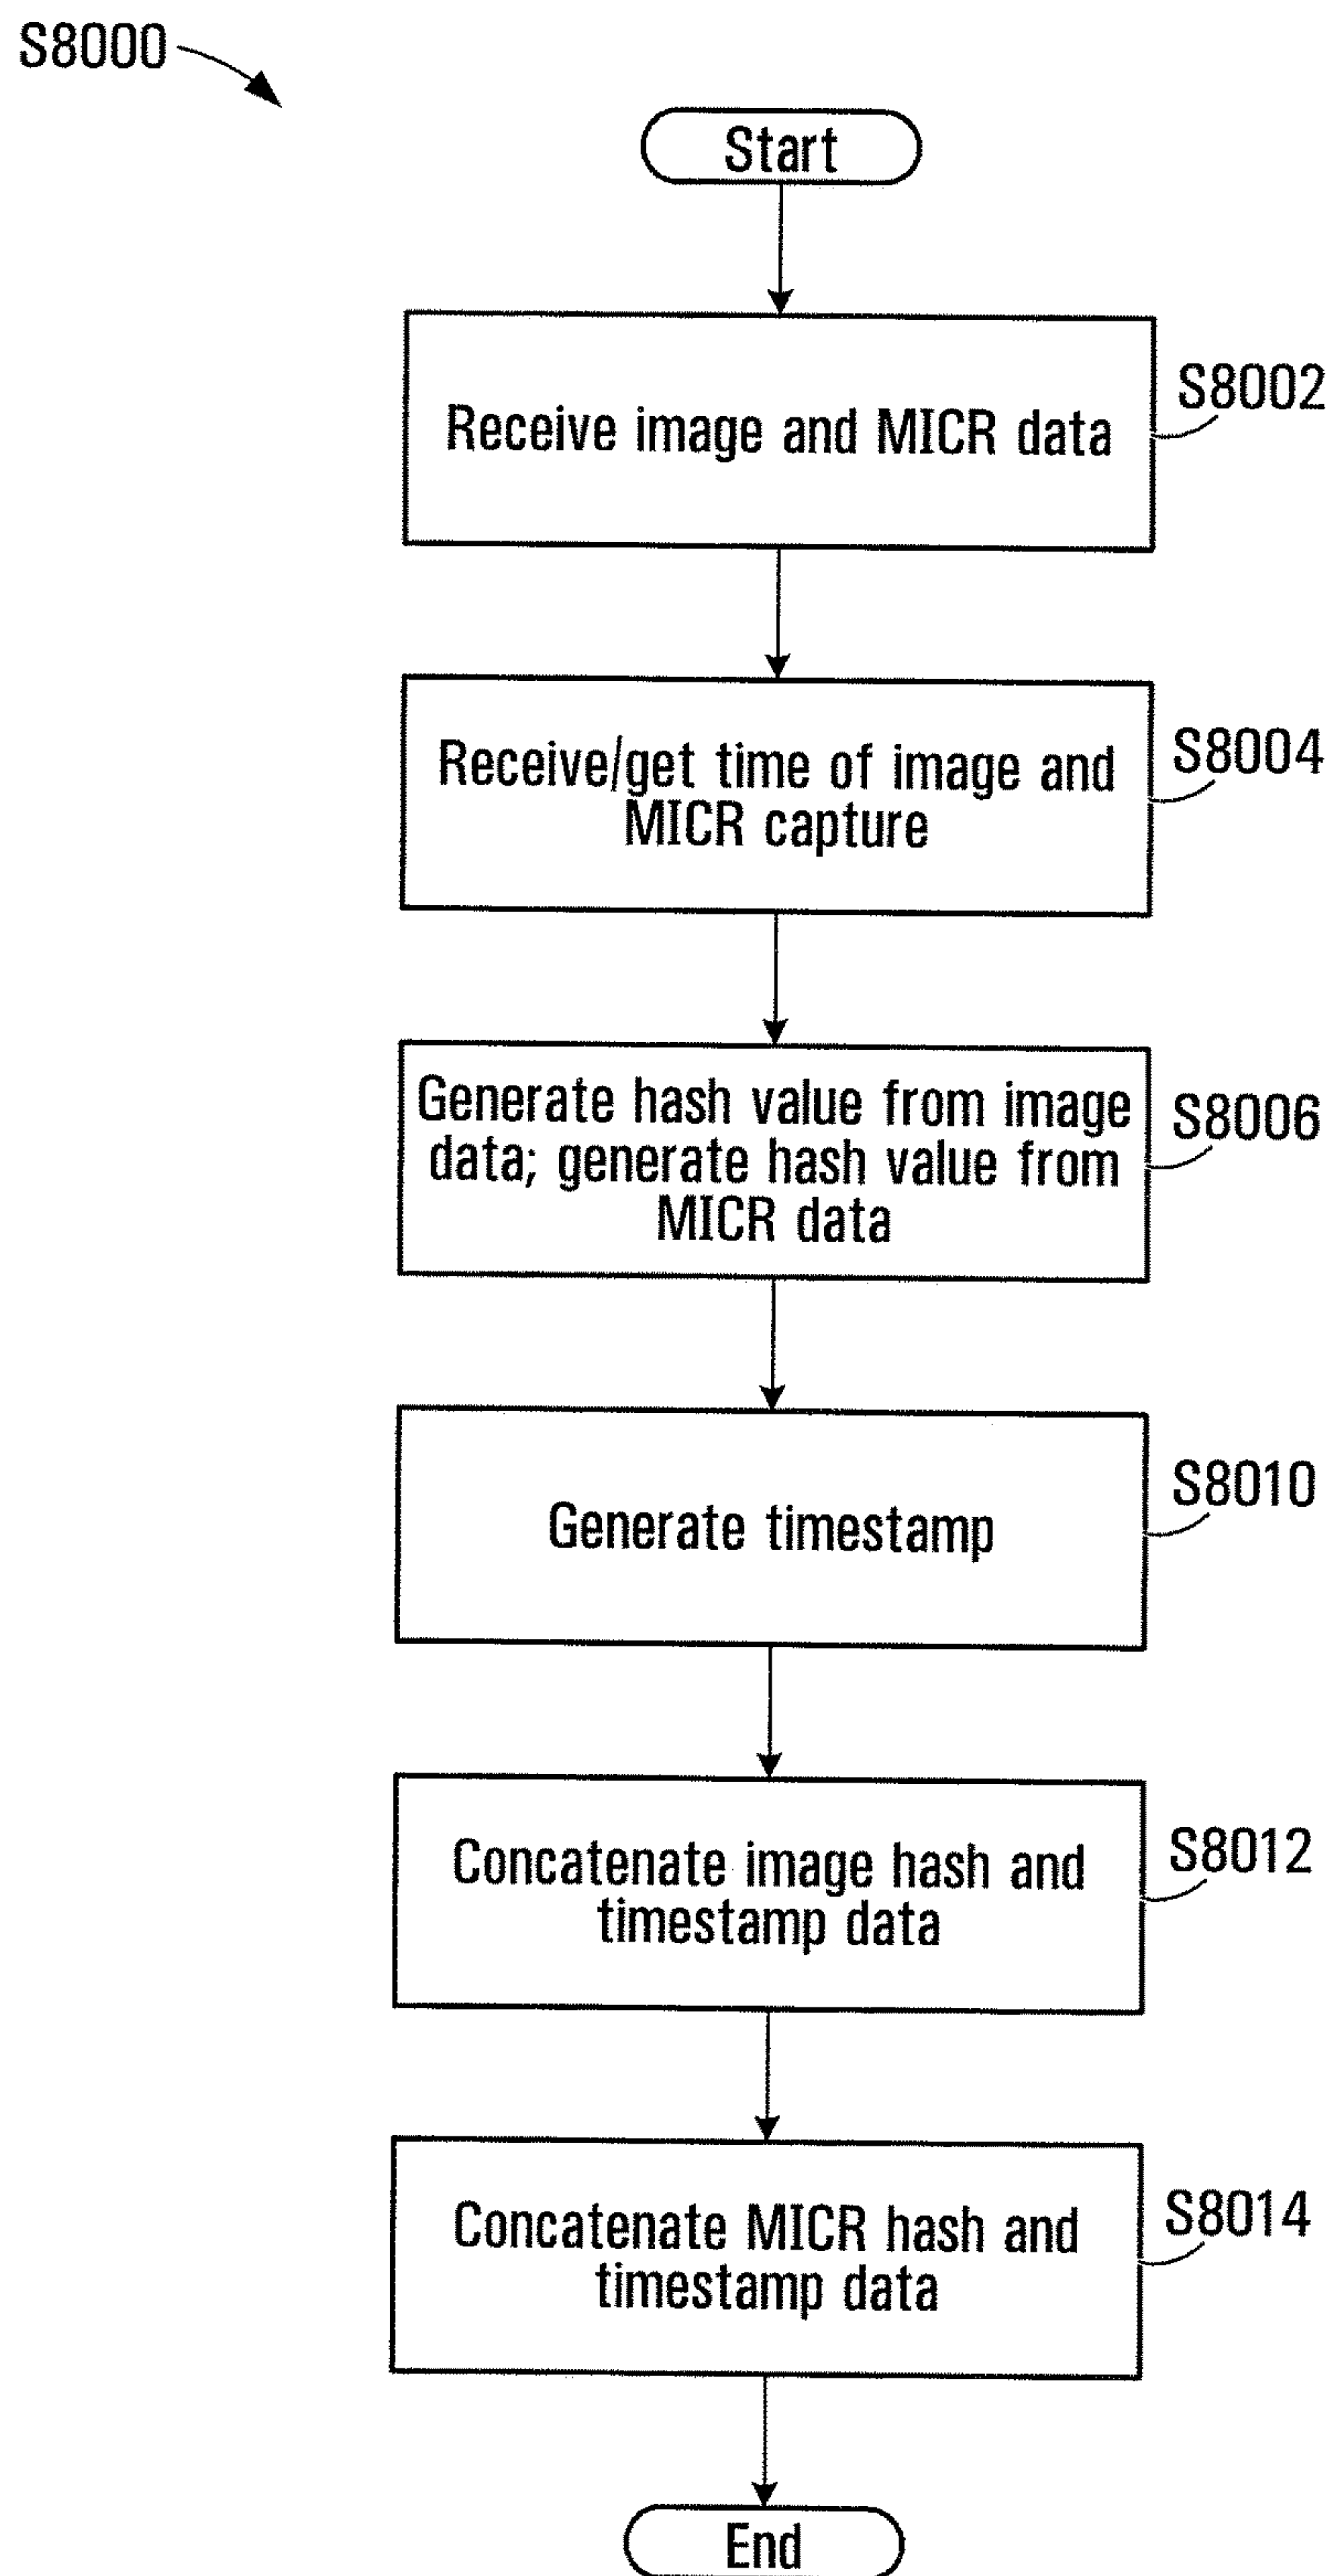 S8000
Start
Receive image and MICR data
S8002
Receive/get time of image and
MICR capture
S8004
Generate hash value from image
data; generate hash value from
MICR data
S8006
Generate timestamp
S8010
Concatenate image hash and
timestamp data
S8012
Concatenate MICR hash and
timestamp data
S8014
End